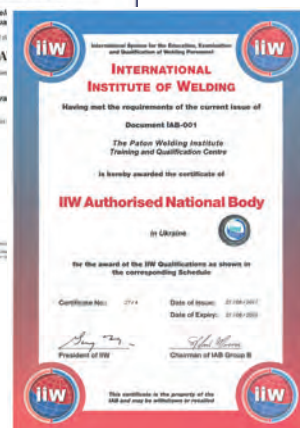 iiw
iiw
International System for the Education, Examination
and Qualification of Welding Personnel
INTERNATIONAL
INSTITUTE OF WELDING
Having met the requirements of the current issue of
Document IAB-001
The Paton Welding Institute
Training and Qualification Centre
is hereby awarded the certificate of
IIW Authorised National Body
in Ukraine
for the award of the IIW Qualifications as shown in
the corresponding Schedule
Certificate No:
Date of Issue:
Date of Expiry:
President of IIW
Chairman of IAB Group B
This certificate is the property of the
IAB and may be withdrawn or recalled
iiw
iiw